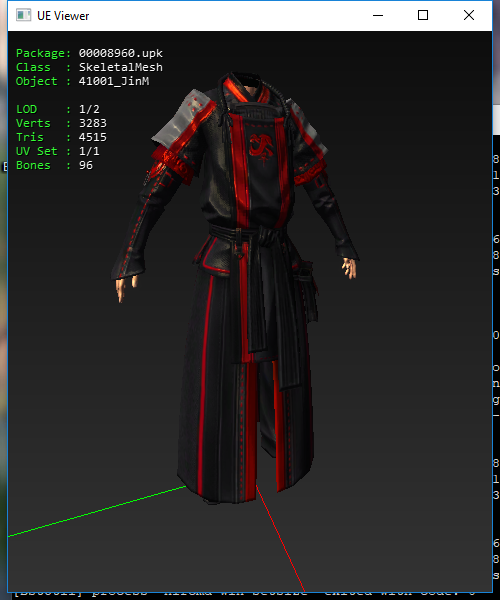 UE Viewer
Package: 00008960.upk
Class : SkeletalMesh
Object : 41001_JinM
LOD : 1/2
Verts : 3283
Tris : 4515
UV Set : 1/1
Bones : 96